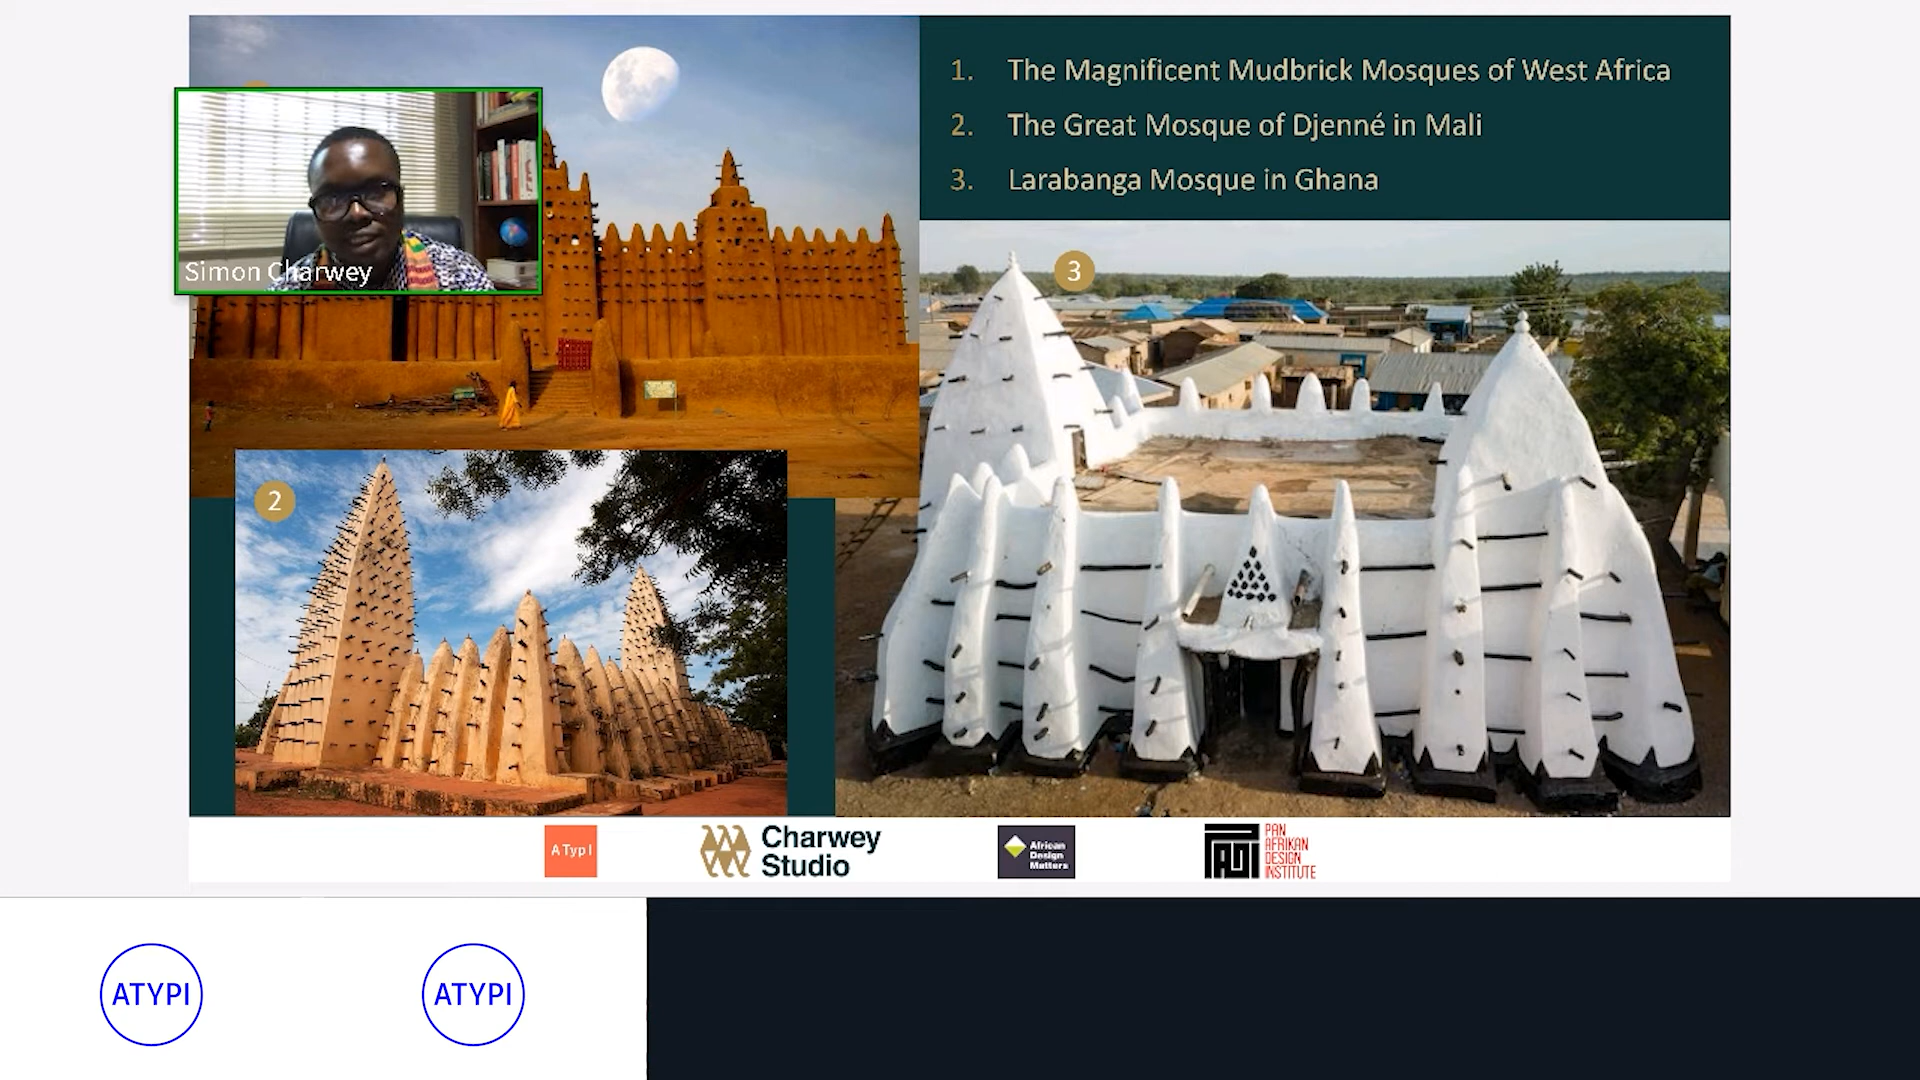 1. The Magnificent Mudbrick Mosques of West Africa
2. The Great Mosque of Djenné in Mali
3. Larabanga Mosque in Ghana
Simon Charwey
3
2
ATypI
Charwey
Studio
African
Design
Matters
PADI
PAN
AFRIKAN
DESIGN
INSTITUTE
ATYPI
ATYPI